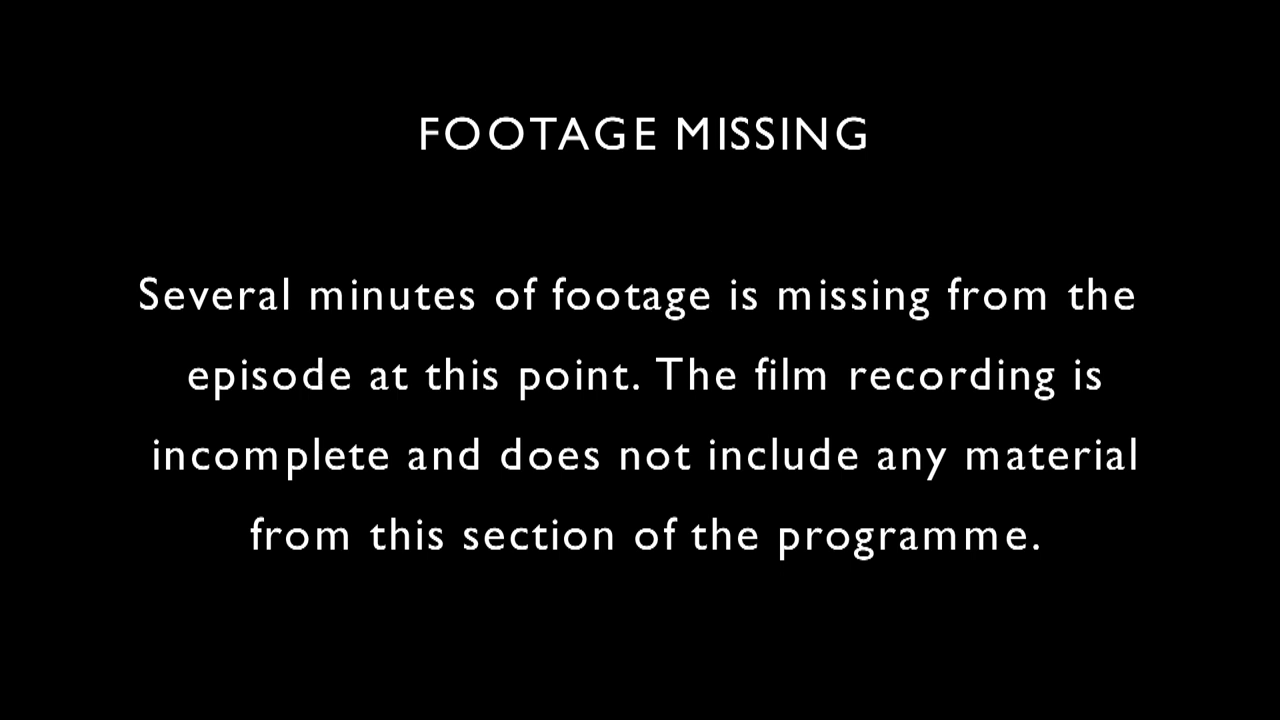 FOOTAGE MISSING
Several minutes of footage is missing from the
episode at this point. The film recording is
incomplete and does not include any material
from this section of the programme.